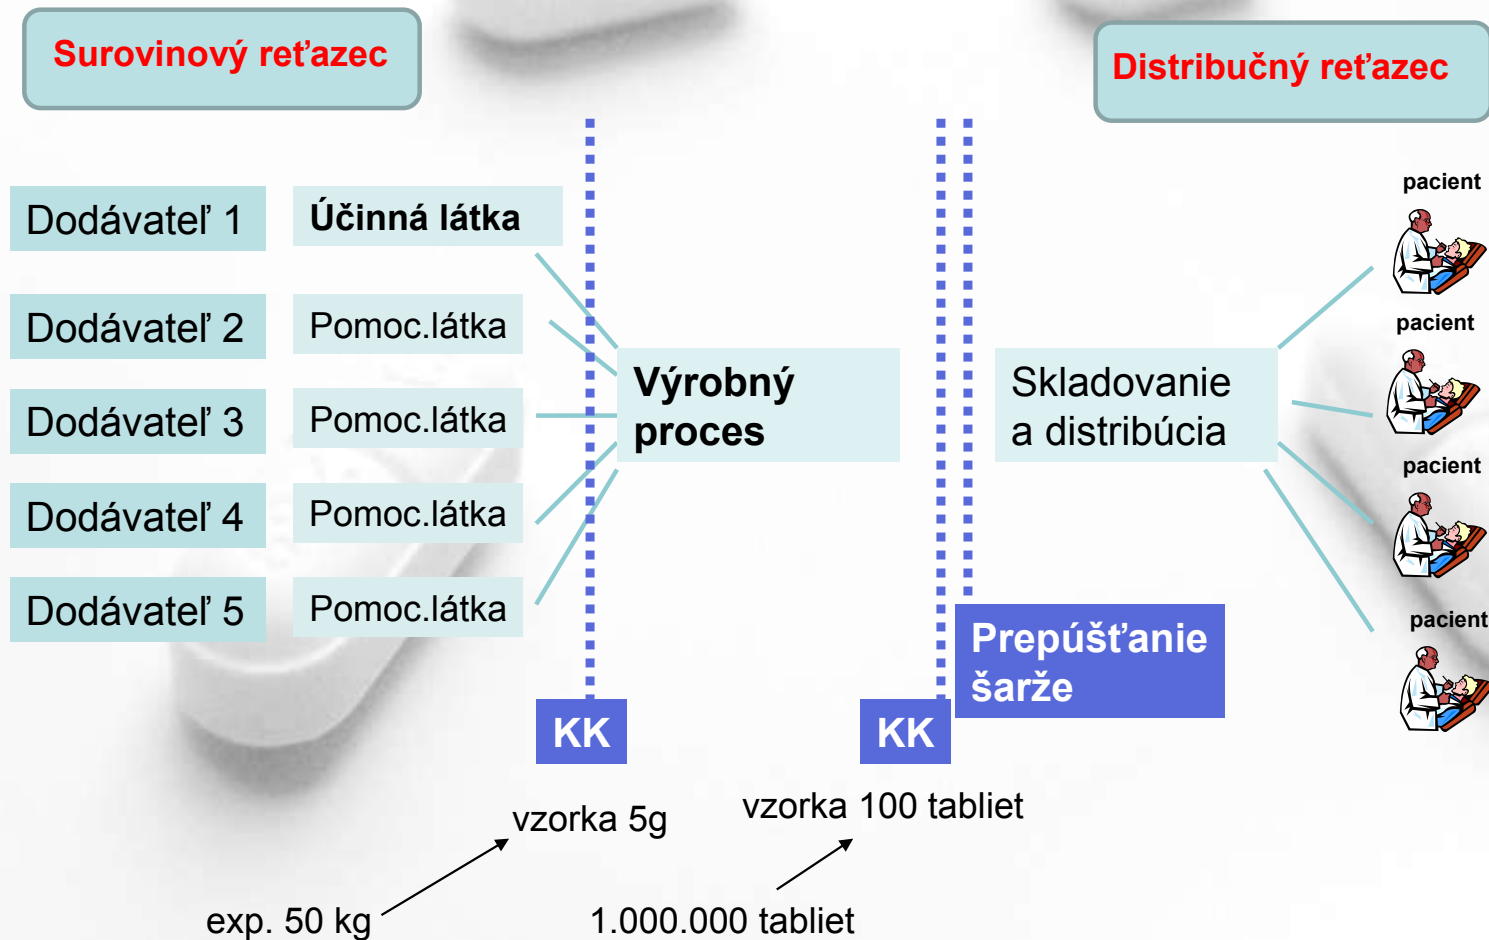 Surovinový reťazec
Distribučný reťazec
Dodávateľ 1
Účinná látka
Dodávateľ 2
Pomoc.látka
Dodávateľ 3
Pomoc.látka
Dodávateľ 4
Pomoc.látka
Dodávateľ 5
Pomoc.látka
Výrobný
proces
Skladovanie
a distribúcia
pacient
pacient
pacient
pacient
Prepúšťanie
šarže
KK
KK
vzorka 5g
vzorka 100 tabliet
exp. 50 kg
1.000.000 tabliet